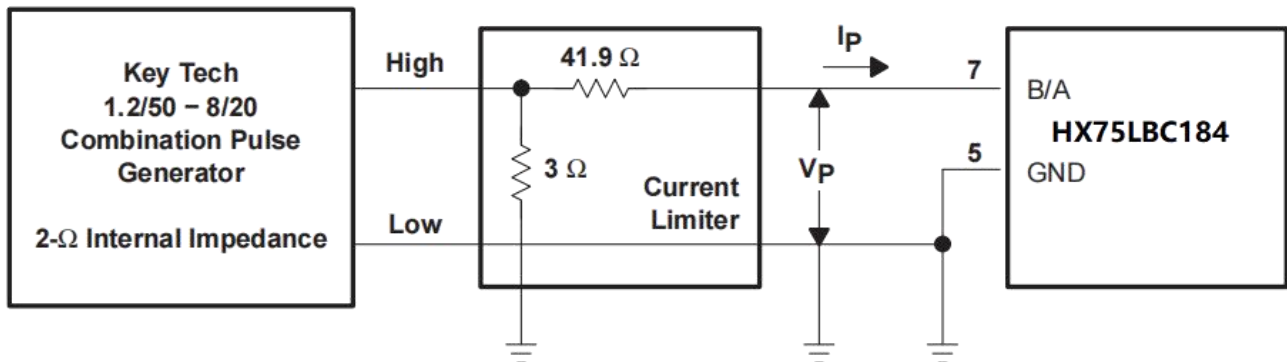 Key Tech
1.2/50 − 8/20
Combination Pulse
Generator
2-Ω Internal Impedance
High
Low
41.9 Ω
3 Ω
Current
Limiter
IP
VP
7
5
B/A
HX75LBC184
GND